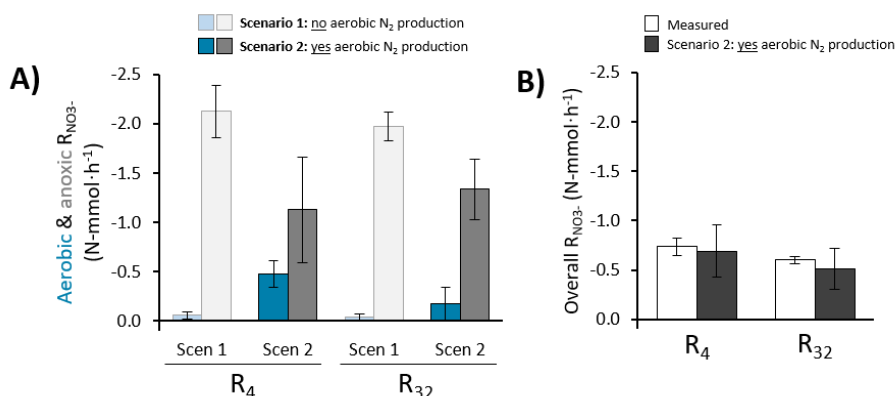 Scenario 1: no aerobic N₂ production
Scenario 2: yes aerobic N₂ production
A)
Aerobic & anoxic R_NO3-
(N-mmol·h⁻¹)
-2.5
-2.0
-1.5
-1.0
-0.5
0.0
Scen 1 Scen 2 Scen 1 Scen 2
R₄ R₃₂
Measured
Scenario 2: yes aerobic N₂ production
B)
Overall R_NO3- (N-mmol·h⁻¹)
-2.5
-2.0
-1.5
-1.0
-0.5
0.0
R₄ R₃₂